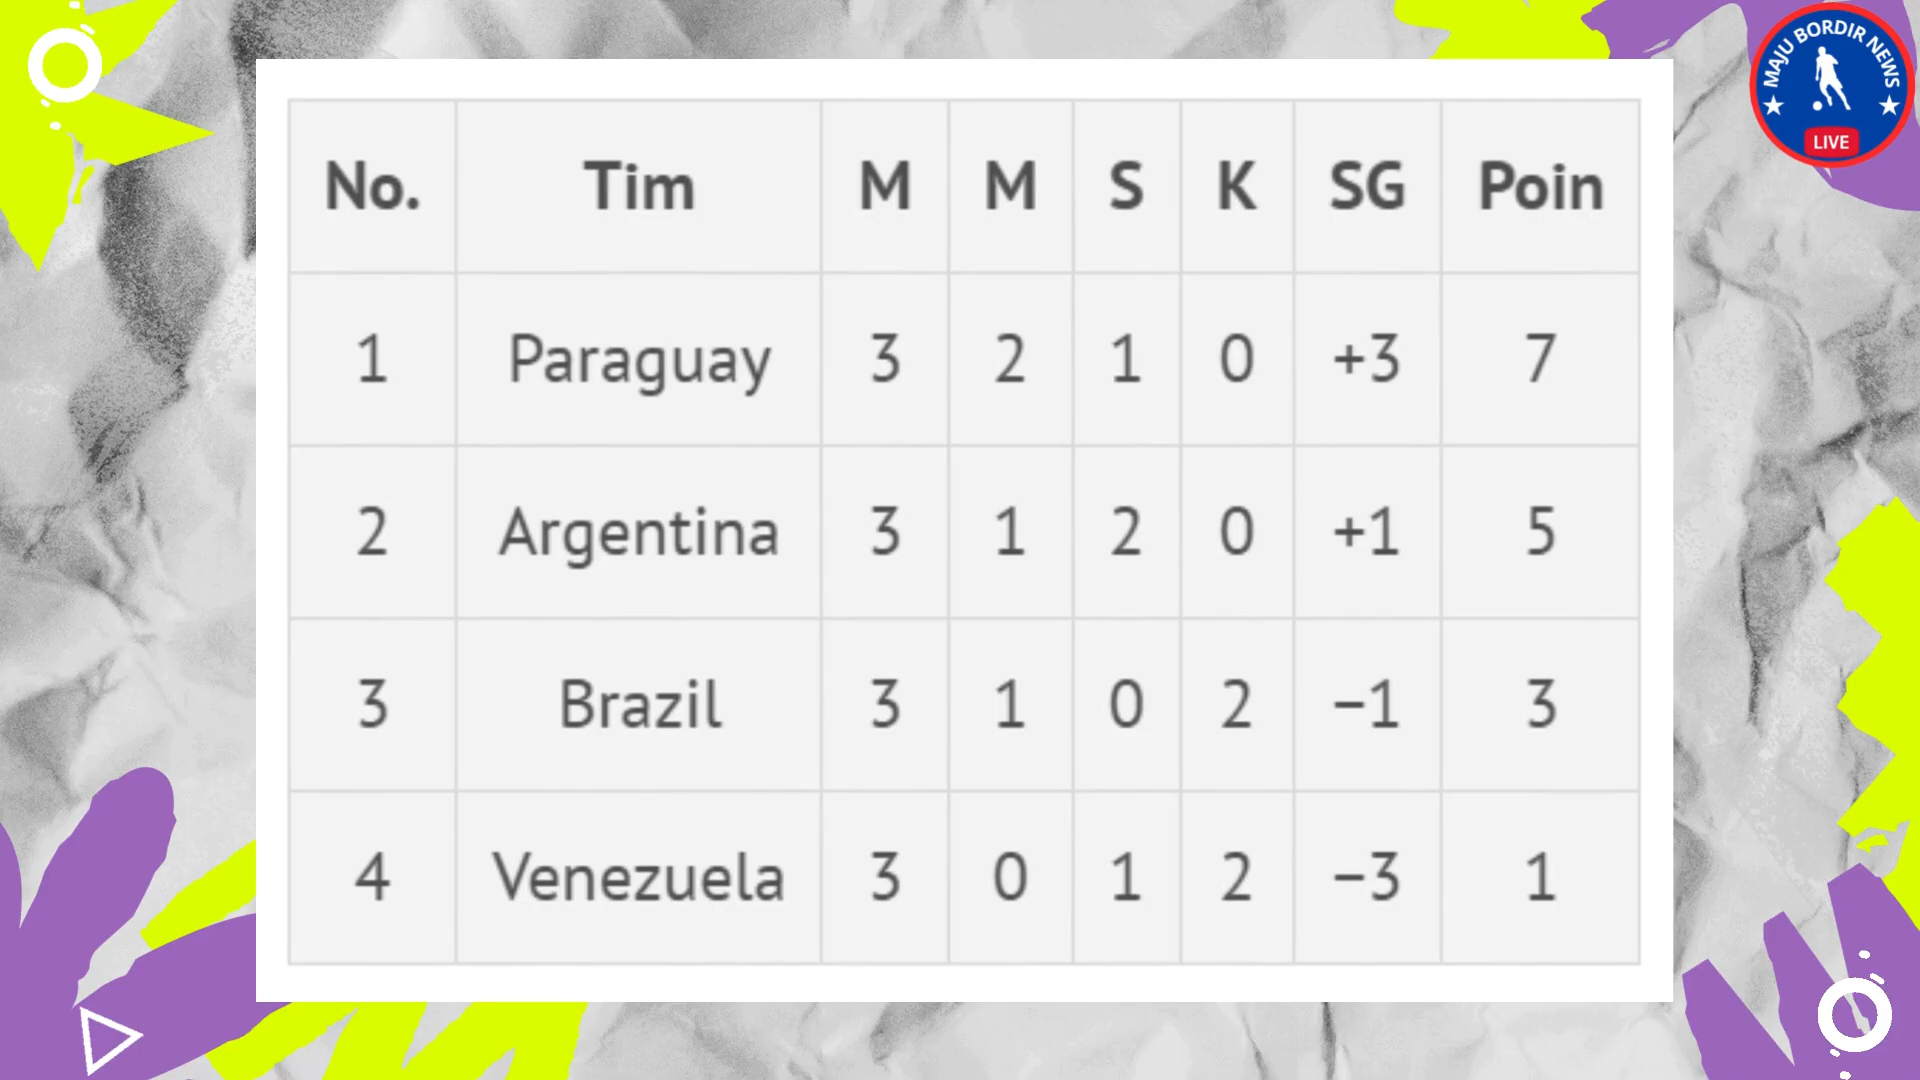 MAJU BORDIR NEWS
LIVE
No. Tim M M S K SG Poin
1 Paraguay 3 2 1 0 +3 7
2 Argentina 3 1 2 0 +1 5
3 Brazil 3 1 0 2 −1 3
4 Venezuela 3 0 1 2 −3 1